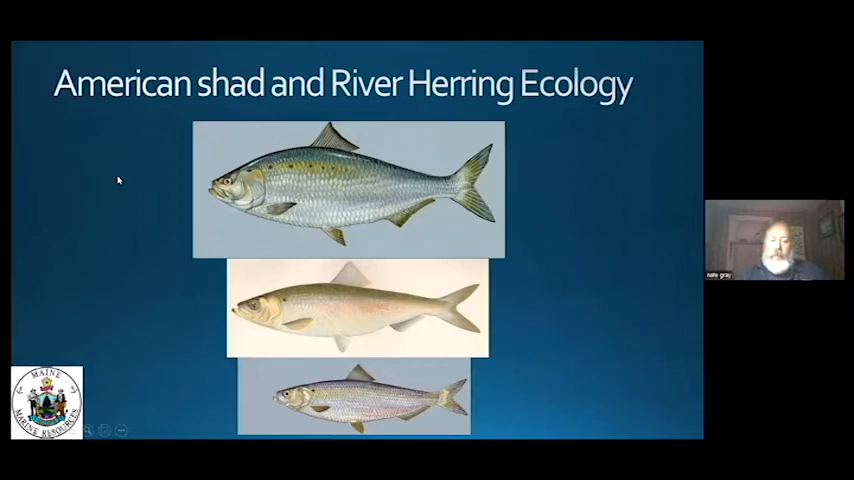 American shad and River Herring Ecology
nate gray
MAINE
MARINE RESOURCES